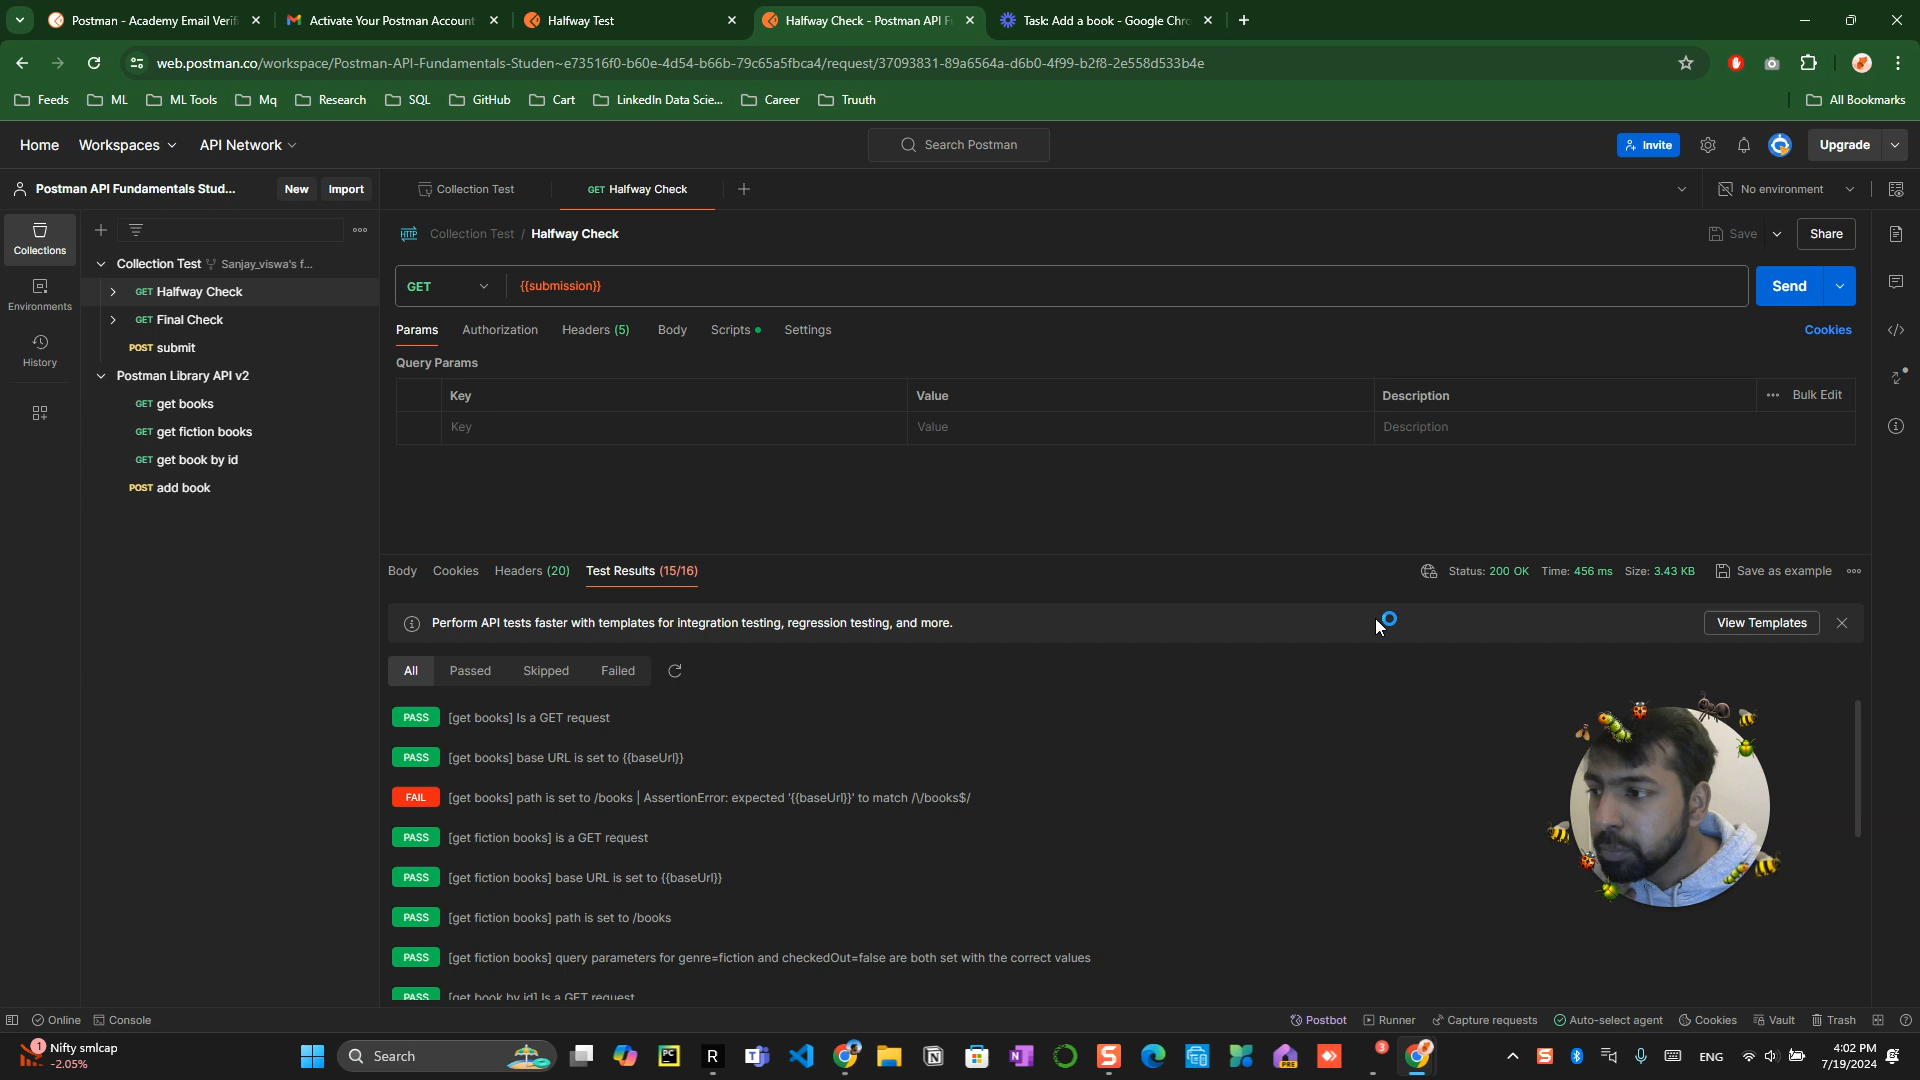 Postman - Academy Email Verifi
Activate Your Postman Account
Halfway Test
Halfway Check - Postman API F
Task: Add a book - Google Chro
web.postman.co/workspace/Postman-API-Fundamentals-Studen~e73516f0-b60e-4d54-b66b-79c65a5fbca4/request/37093831-89a6564a-d6b0-4f99-b2f8-2e558d533b4e
Feeds
ML
ML Tools
Mq
Research
SQL
GitHub
Cart
LinkedIn Data Scie...
Career
Truuth
All Bookmarks
Home
Workspaces
API Network
Search Postman
Invite
Upgrade
Postman API Fundamentals Stud...
New
Import
Collection Test
GET Halfway Check
No environment
Collections
Environments
History
Collection Test Sanjay_viswa's f...
GET Halfway Check
GET Final Check
POST submit
Postman Library API v2
GET get books
GET get fiction books
GET get book by id
POST add book
HTTP Collection Test / Halfway Check
Save
Share
GET
{{submission}}
Send
Params
Authorization
Headers (5)
Body
Scripts
Settings
Cookies
Query Params
Key
Value
Description
Bulk Edit
Key
Value
Description
Body
Cookies
Headers (20)
Test Results (15/16)
Status: 200 OK
Time: 456 ms
Size: 3.43 KB
Save as example
Perform API tests faster with templates for integration testing, regression testing, and more.
View Templates
All
Passed
Skipped
Failed
PASS [get books] Is a GET request
PASS [get books] base URL is set to {{baseUrl}}
FAIL [get books] path is set to /books | AssertionError: expected '{{baseUrl}}' to match /\/books$/
PASS [get fiction books] is a GET request
PASS [get fiction books] base URL is set to {{baseUrl}}
PASS [get fiction books] path is set to /books
PASS [get fiction books] query parameters for genre=fiction and checkedOut=false are both set with the correct values
PASS [get book by id] Is a GET request
Online
Console
Postbot
Runner
Capture requests
Auto-select agent
Cookies
Vault
Trash
1
Nifty smlcap
-2.05%
Search
PC
R
N
S
PRE
3
S
ENG
4:02 PM
7/19/2024